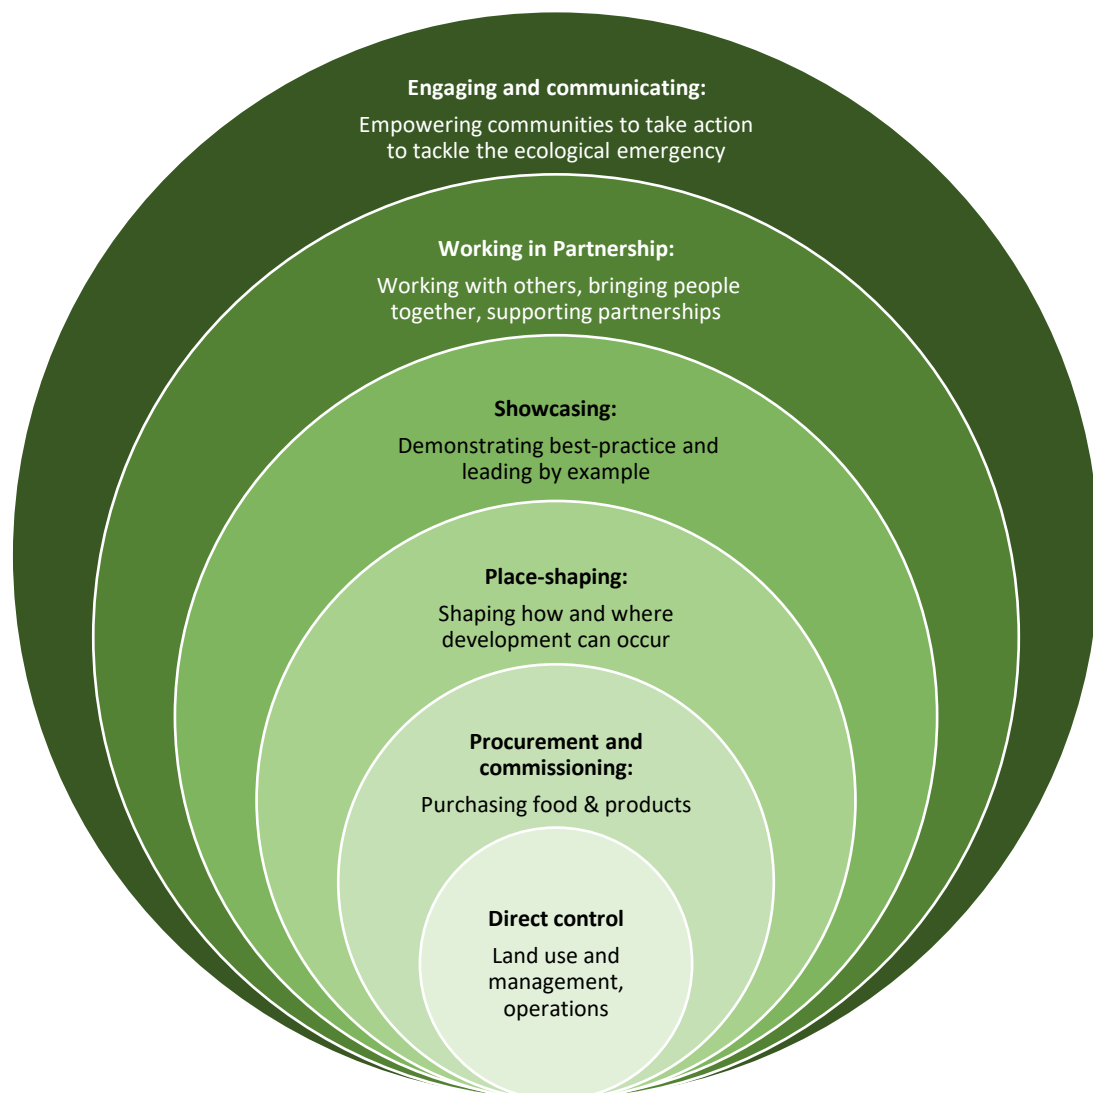 Engaging and communicating:
Empowering communities to take action
to tackle the ecological emergency
Working in Partnership:
Working with others, bringing people
together, supporting partnerships
Showcasing:
Demonstrating best-practice and
leading by example
Place-shaping:
Shaping how and where
development can occur
Procurement and
commissioning:
Purchasing food & products
Direct control
Land use and
management,
operations